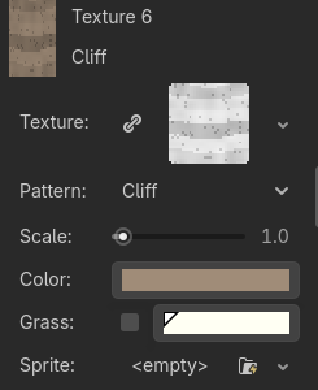 Texture 6
Cliff
Texture:
Pattern: Cliff
Scale: 1.0
Color:
Grass:
Sprite: <empty>